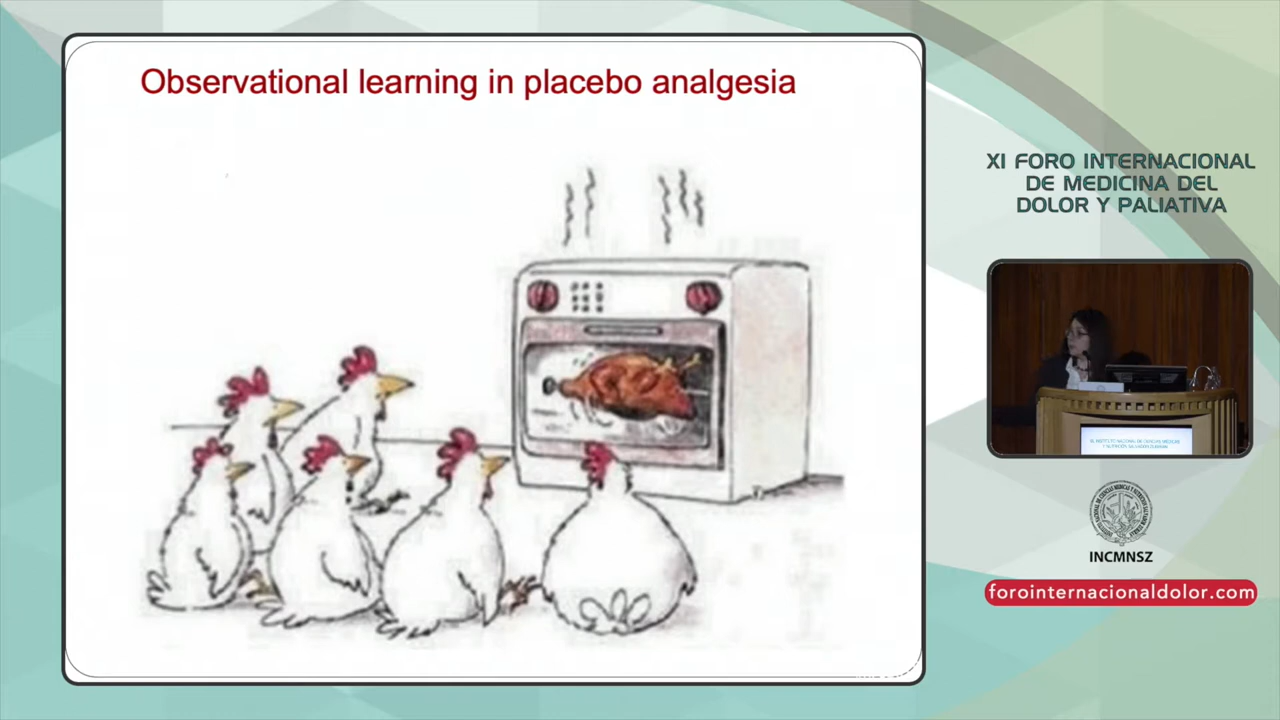 Observational learning in placebo analgesia
XI FORO INTERNACIONAL
DE MEDICINA DEL
DOLOR Y PALIATIVA
INCMNSZ
forointernacionaldolor.com